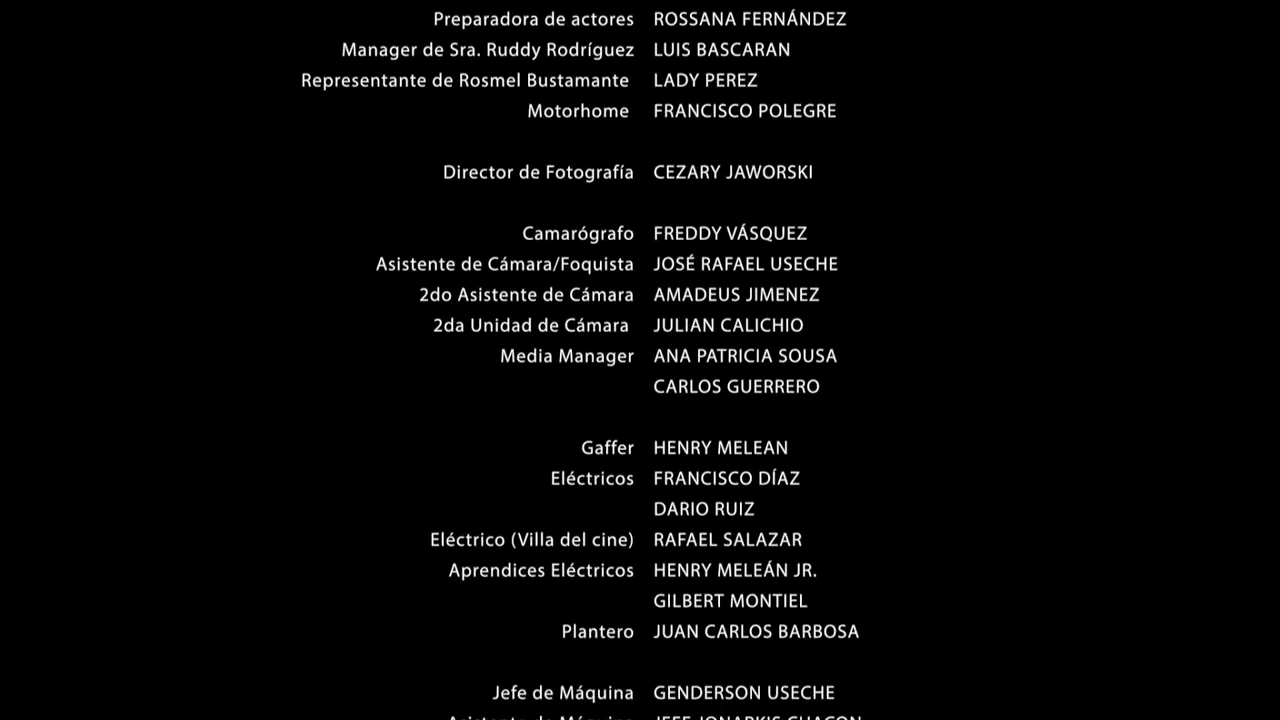 Preparadora de actores ROSSANA FERNÁNDEZ
Manager de Sra. Ruddy Rodríguez LUIS BASCARAN
Representante de Rosmel Bustamante LADY PEREZ
Motorhome FRANCISCO POLEGRE
Director de Fotografía CEZARY JAWORSKI
Camarógrafo FREDDY VÁSQUEZ
Asistente de Cámara/Foquista JOSÉ RAFAEL USECHE
2do Asistente de Cámara AMADEUS JIMENEZ
2da Unidad de Cámara JULIAN CALICHIO
Media Manager ANA PATRICIA SOUSA
CARLOS GUERRERO
Gaffer HENRY MELEAN
Eléctricos FRANCISCO DÍAZ
DARIO RUIZ
Eléctrico (Villa del cine) RAFAEL SALAZAR
Aprendices Eléctricos HENRY MELEÁN JR.
GILBERT MONTIEL
Plantero JUAN CARLOS BARBOSA
Jefe de Máquina GENDERSON USECHE
Asistente de Máquina